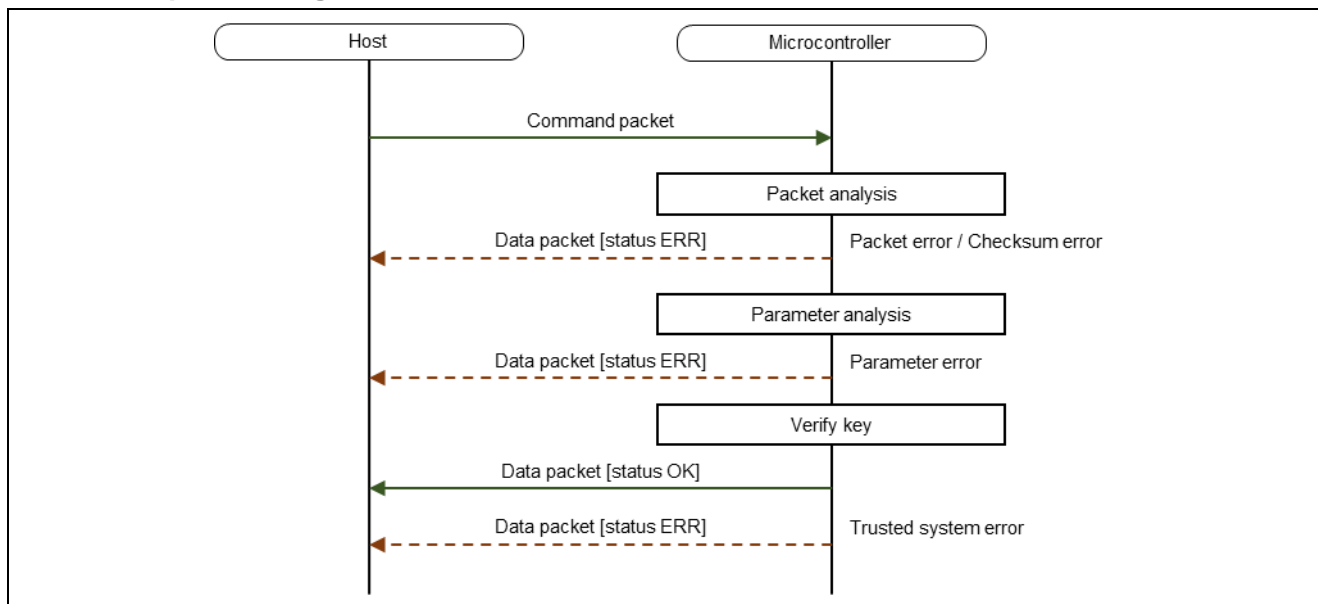 Host
Microcontroller
Command packet
Packet analysis
Data packet [status ERR]
Packet error / Checksum error
Parameter analysis
Data packet [status ERR]
Parameter error
Verify key
Data packet [status OK]
Data packet [status ERR]
Trusted system error